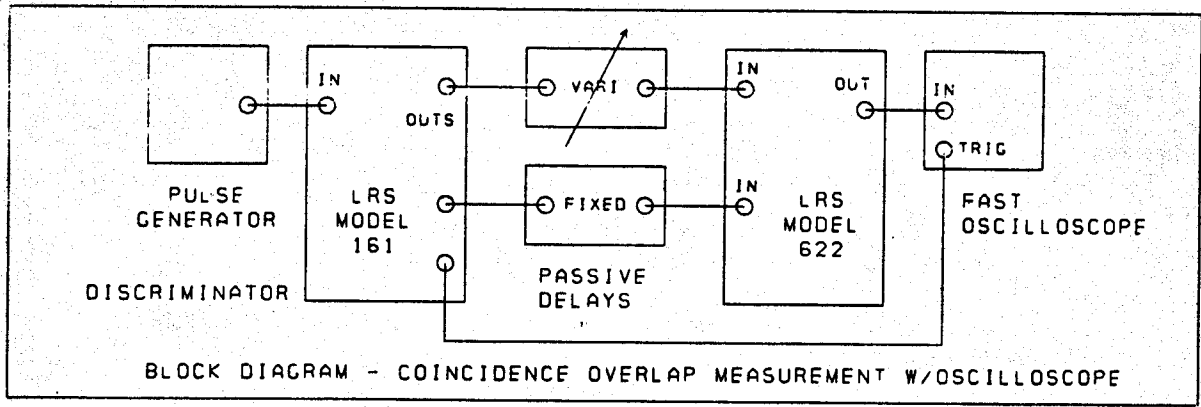 IN
OUTS
VARI
IN
OUT
IN
TRIG
PULSE
GENERATOR
LRS
MODEL
161
FIXED
IN
LRS
MODEL
622
FAST
OSCILLOSCOPE
DISCRIMINATOR
PASSIVE
DELAYS
BLOCK DIAGRAM - COINCIDENCE OVERLAP MEASUREMENT W/OSCILLOSCOPE